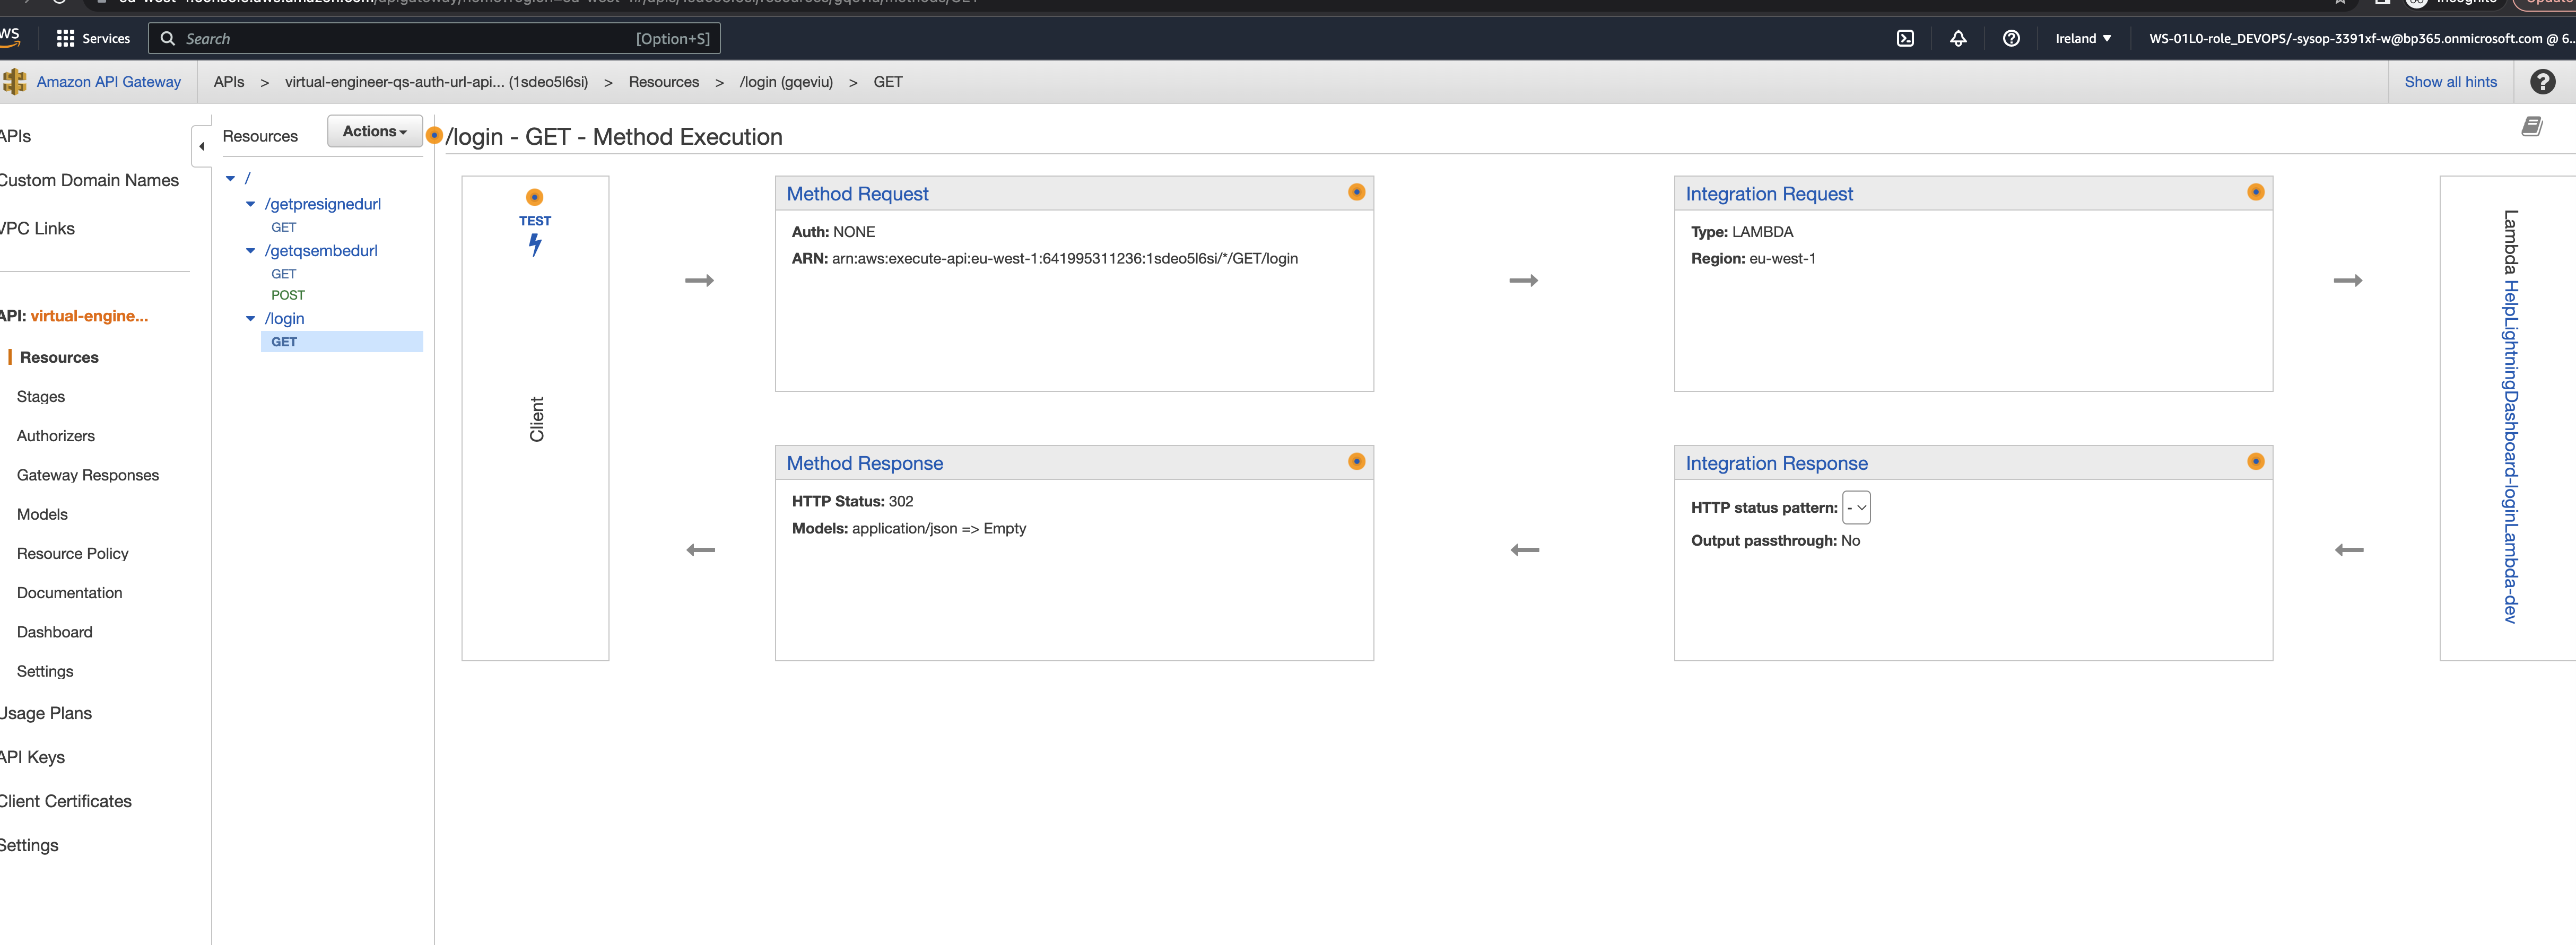 Services
Search
[Option+S]
Ireland ▼
WS-01L0-role_DEVOPS/-sysop-3391xf-w@bp365.onmicrosoft.com @ 6...
Amazon API Gateway
APIs > virtual-engineer-qs-auth-url-api... (1sdeo5l6si) > Resources > /login (gqeviu) > GET
Show all hints
APIs
Custom Domain Names
VPC Links
API: virtual-engine...
Resources
Stages
Authorizers
Gateway Responses
Models
Resource Policy
Documentation
Dashboard
Settings
Usage Plans
API Keys
Client Certificates
Settings
Resources
Actions
/
/getpresignedurl
GET
/getqsembedurl
GET
POST
/login
GET
/login - GET - Method Execution
TEST
Client
Method Request
Auth: NONE
ARN: arn:aws:execute-api:eu-west-1:641995311236:1sdeo5l6si/*/GET/login
Integration Request
Type: LAMBDA
Region: eu-west-1
Method Response
HTTP Status: 302
Models: application/json => Empty
Integration Response
HTTP status pattern: -
Output passthrough: No
Lambda HelpLightningDashboard-loginLambda-dev